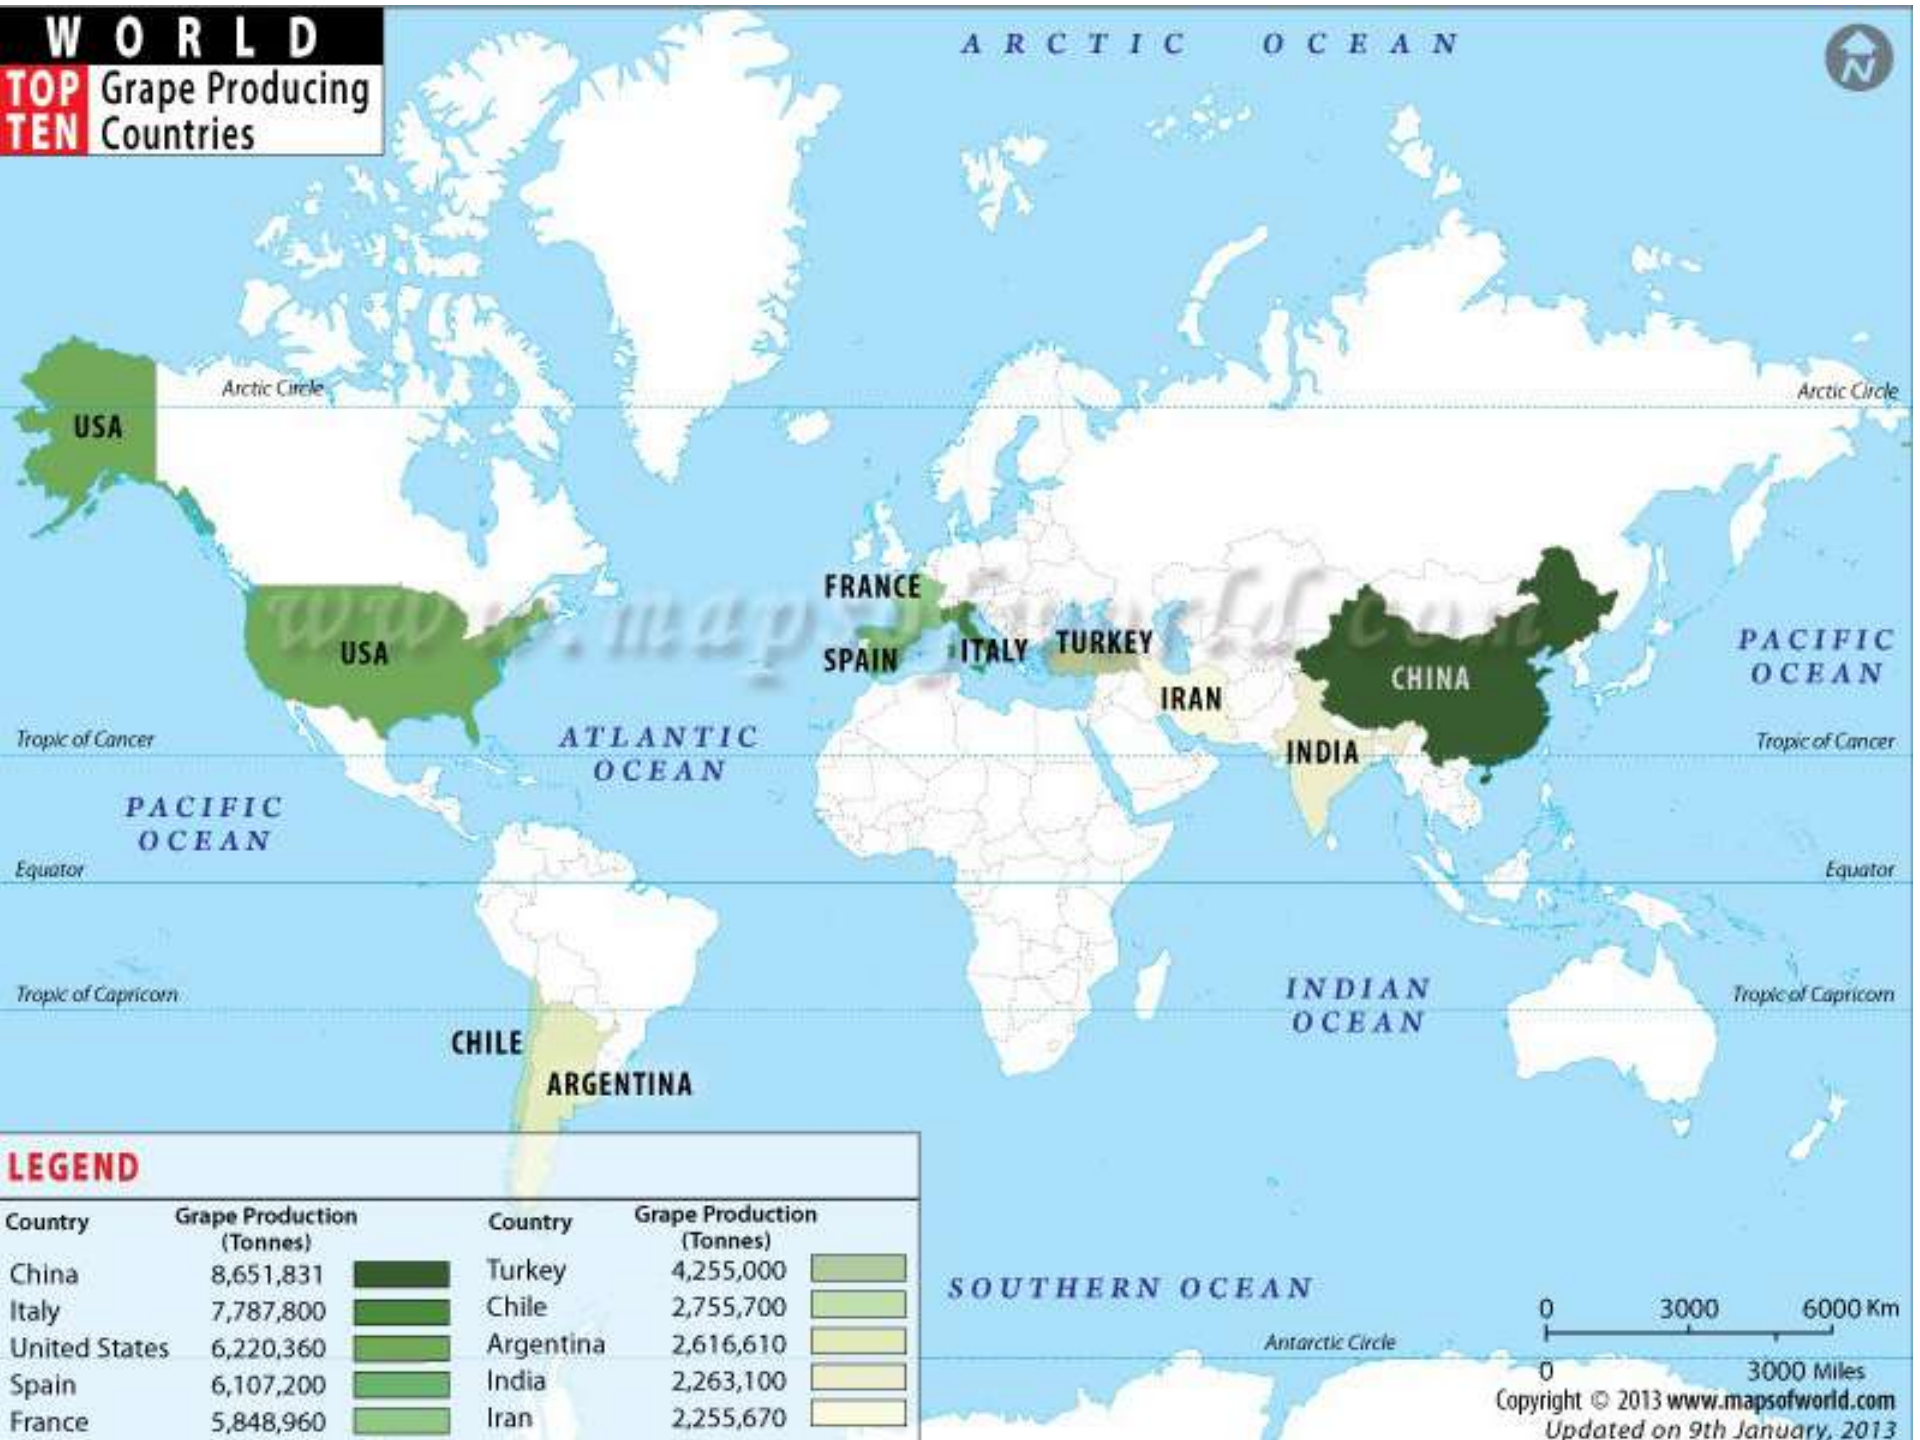 WORLD
TOP TEN Grape Producing
Countries
ARCTIC OCEAN
N
Arctic Circle
Arctic Circle
USA
www.mapsofworld.com
FRANCE
USA
SPAIN
ITALY
TURKEY
IRAN
CHINA
INDIA
PACIFIC
OCEAN
ATLANTIC
OCEAN
Tropic of Cancer
Tropic of Cancer
PACIFIC
OCEAN
Equator
Equator
INDIAN
OCEAN
Tropic of Capricorn
Tropic of Capricorn
CHILE
ARGENTINA
LEGEND
Country Grape Production (Tonnes)
China 8,651,831
Italy 7,787,800
United States 6,220,360
Spain 6,107,200
France 5,848,960
Country Grape Production (Tonnes)
Turkey 4,255,000
Chile 2,755,700
Argentina 2,616,610
India 2,263,100
Iran 2,255,670
SOUTHERN OCEAN
Antarctic Circle
0 3000 6000 Km
0 3000 Miles
Copyright © 2013 www.mapsofworld.com
Updated on 9th January, 2013